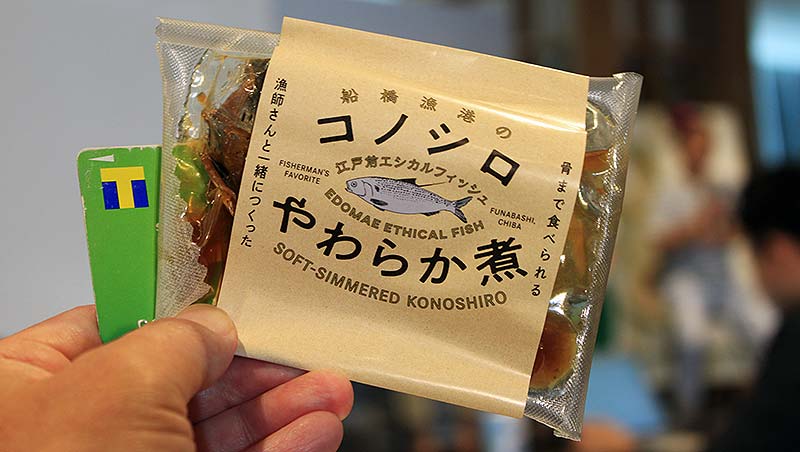 船橋漁港の
コノシロ
江戸前エシカルフィッシュ
FISHERMAN'S
FAVORITE
FUNABASHI,
CHIBA
EDOMAE ETHICAL FISH
やわらか煮
SOFT-SIMMERED KONOSHIRO
骨まで食べられる
漁師さんと一緒につくった
T